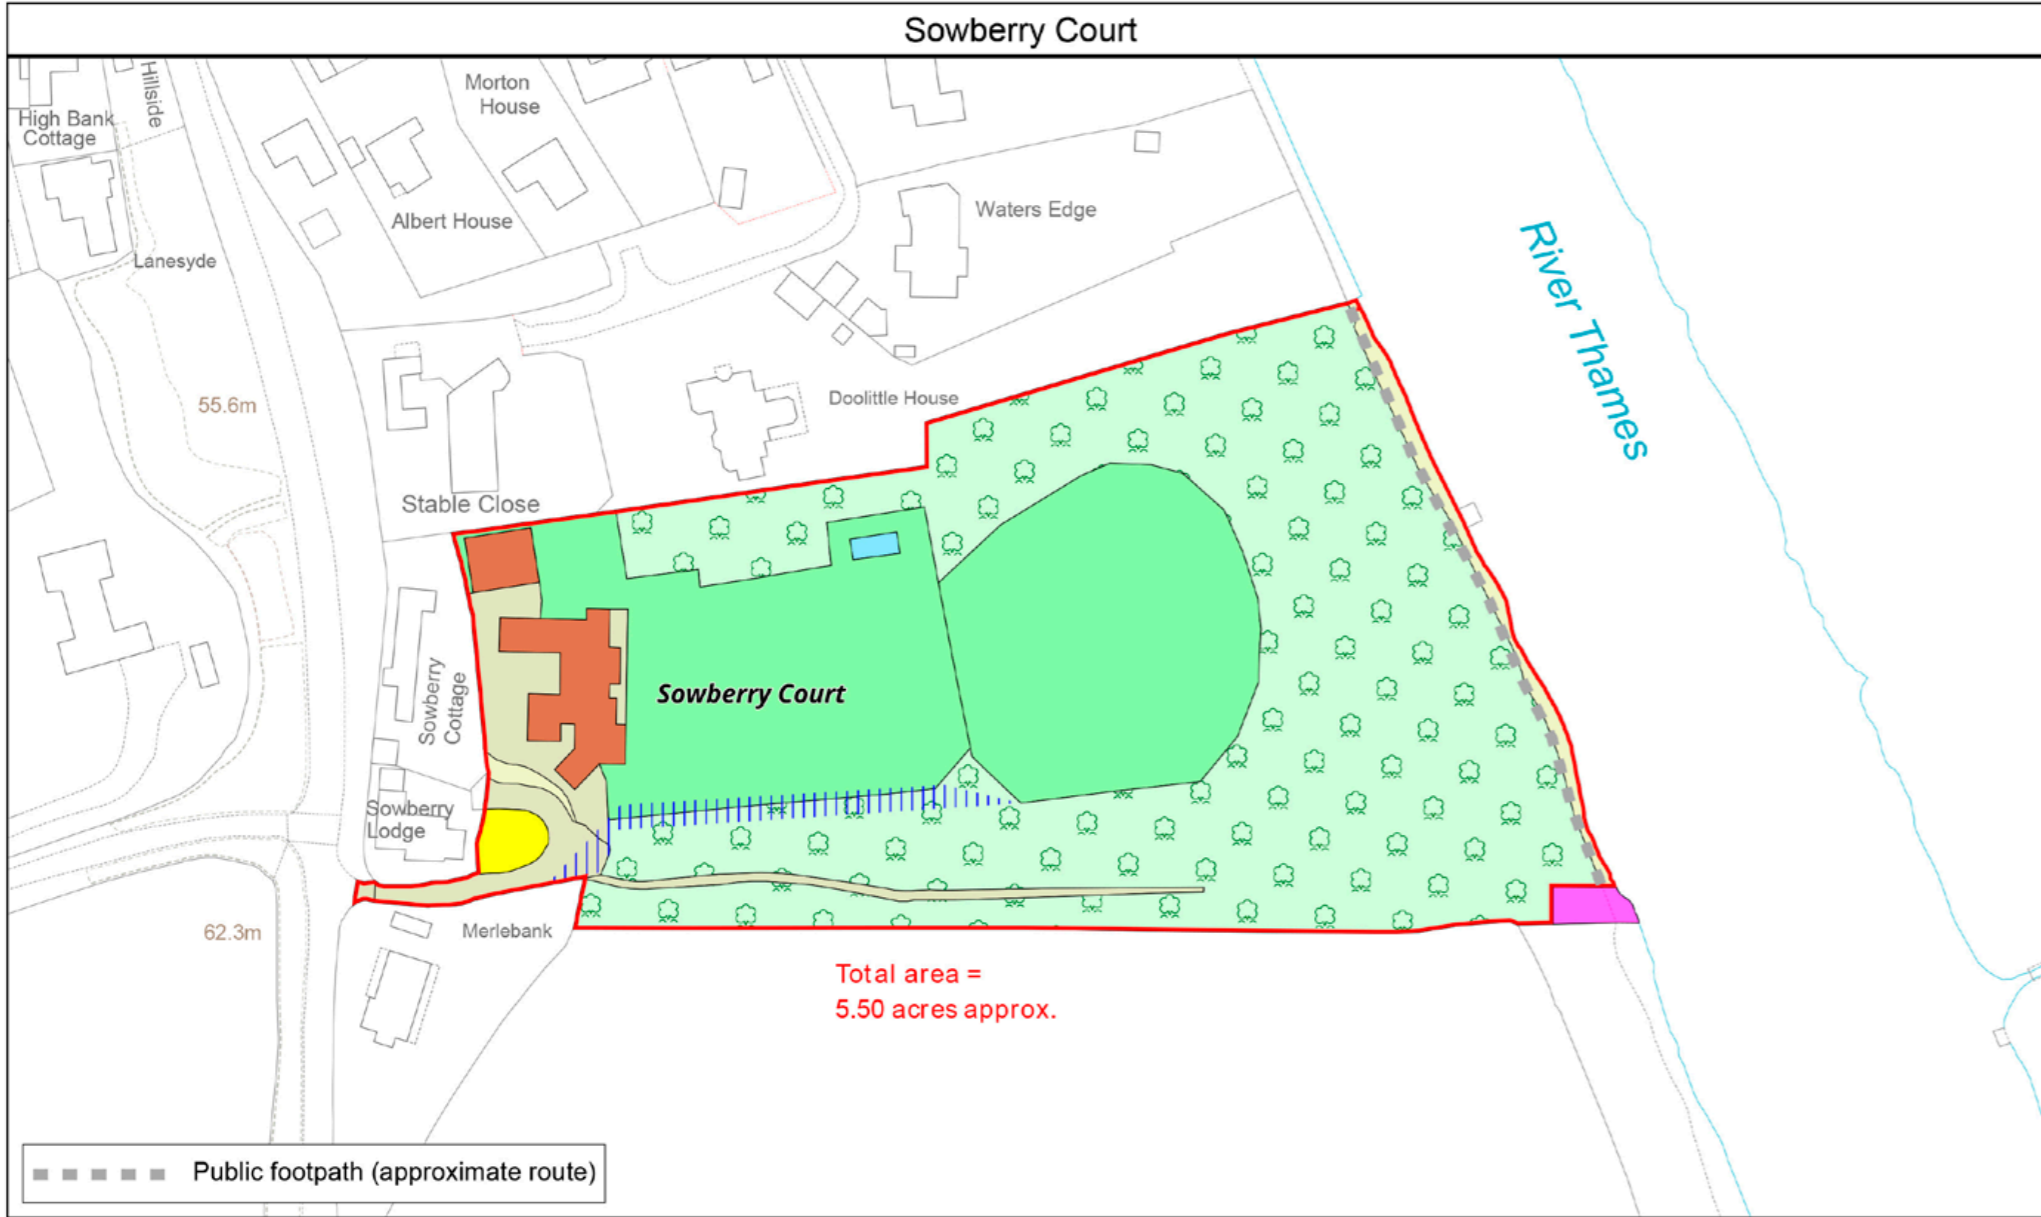 Sowberry Court
Hillside
Morton
House
High Bank
Cottage
Albert House
Waters Edge
Lanesyde
River Thames
55.6m
Doolittle House
Stable Close
Sowberry
Cottage
Sowberry Court
Sowberry
Lodge
62.3m
Merlebank
Total area =
5.50 acres approx.
Public footpath (approximate route)